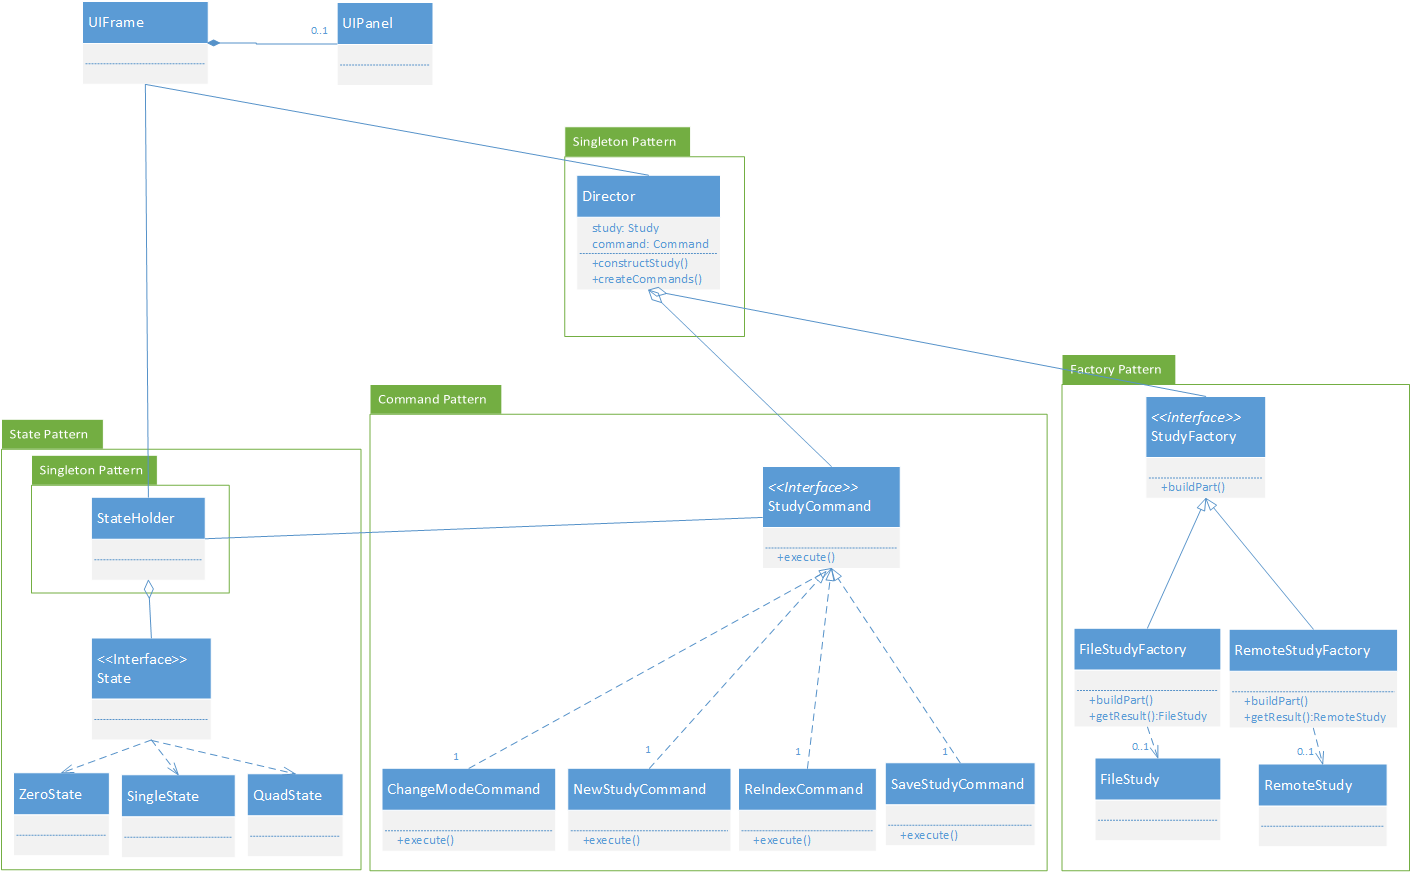 UIFrame
0..1
UIPanel
Singleton Pattern
Director
study: Study
command: Command
+constructStudy()
+createCommands()
Factory Pattern
<<interface>>
StudyFactory
+buildPart()
FileStudyFactory
+buildPart()
+getResult():FileStudy
RemoteStudyFactory
+buildPart()
+getResult():RemoteStudy
0..1
FileStudy
0..1
RemoteStudy
Command Pattern
<<Interface>>
StudyCommand
+execute()
1
ChangeModeCommand
+execute()
1
NewStudyCommand
+execute()
1
ReIndexCommand
+execute()
1
SaveStudyCommand
+execute()
State Pattern
Singleton Pattern
StateHolder
<<Interface>>
State
ZeroState
SingleState
QuadState